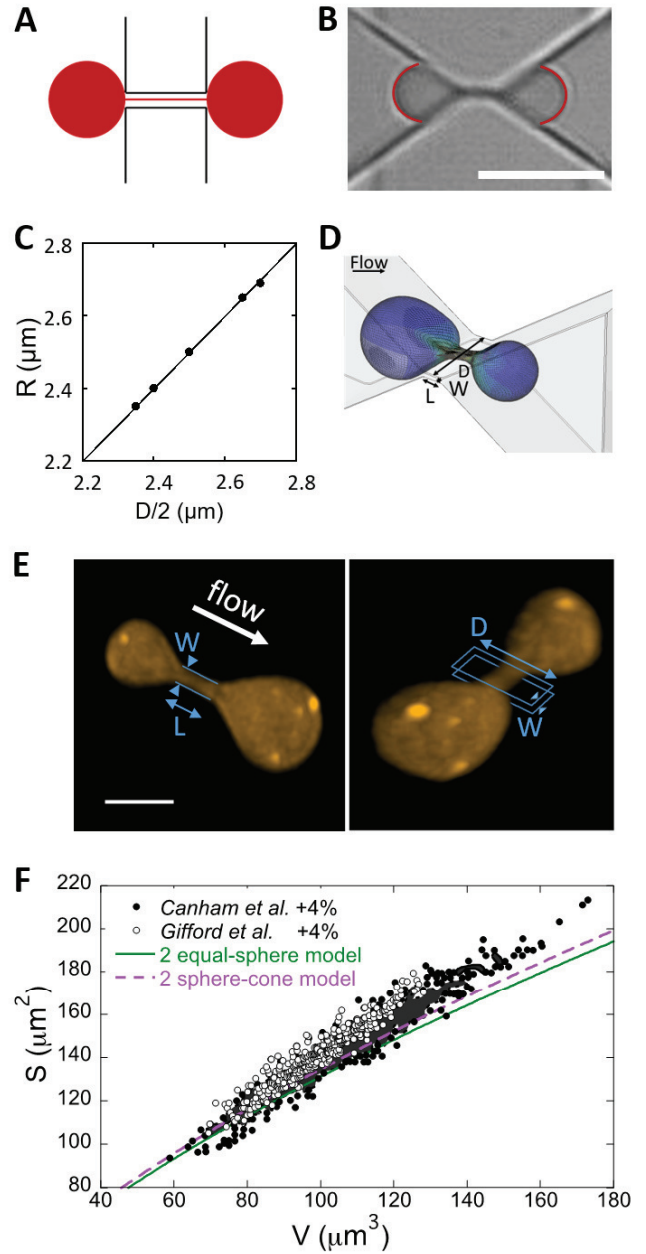 A
B
C
2.8
2.6
2.4
2.2
R (μm)
2.2 2.4 2.6 2.8
D/2 (μm)
D
Flow
D
W
L
E
flow
W
L
D
W
F
220
200
180
160
140
120
100
80
S (μm²)
Canham et al. +4%
Gifford et al. +4%
2 equal-sphere model
2 sphere-cone model
40 60 80 100 120 140 160 180
V (μm³)